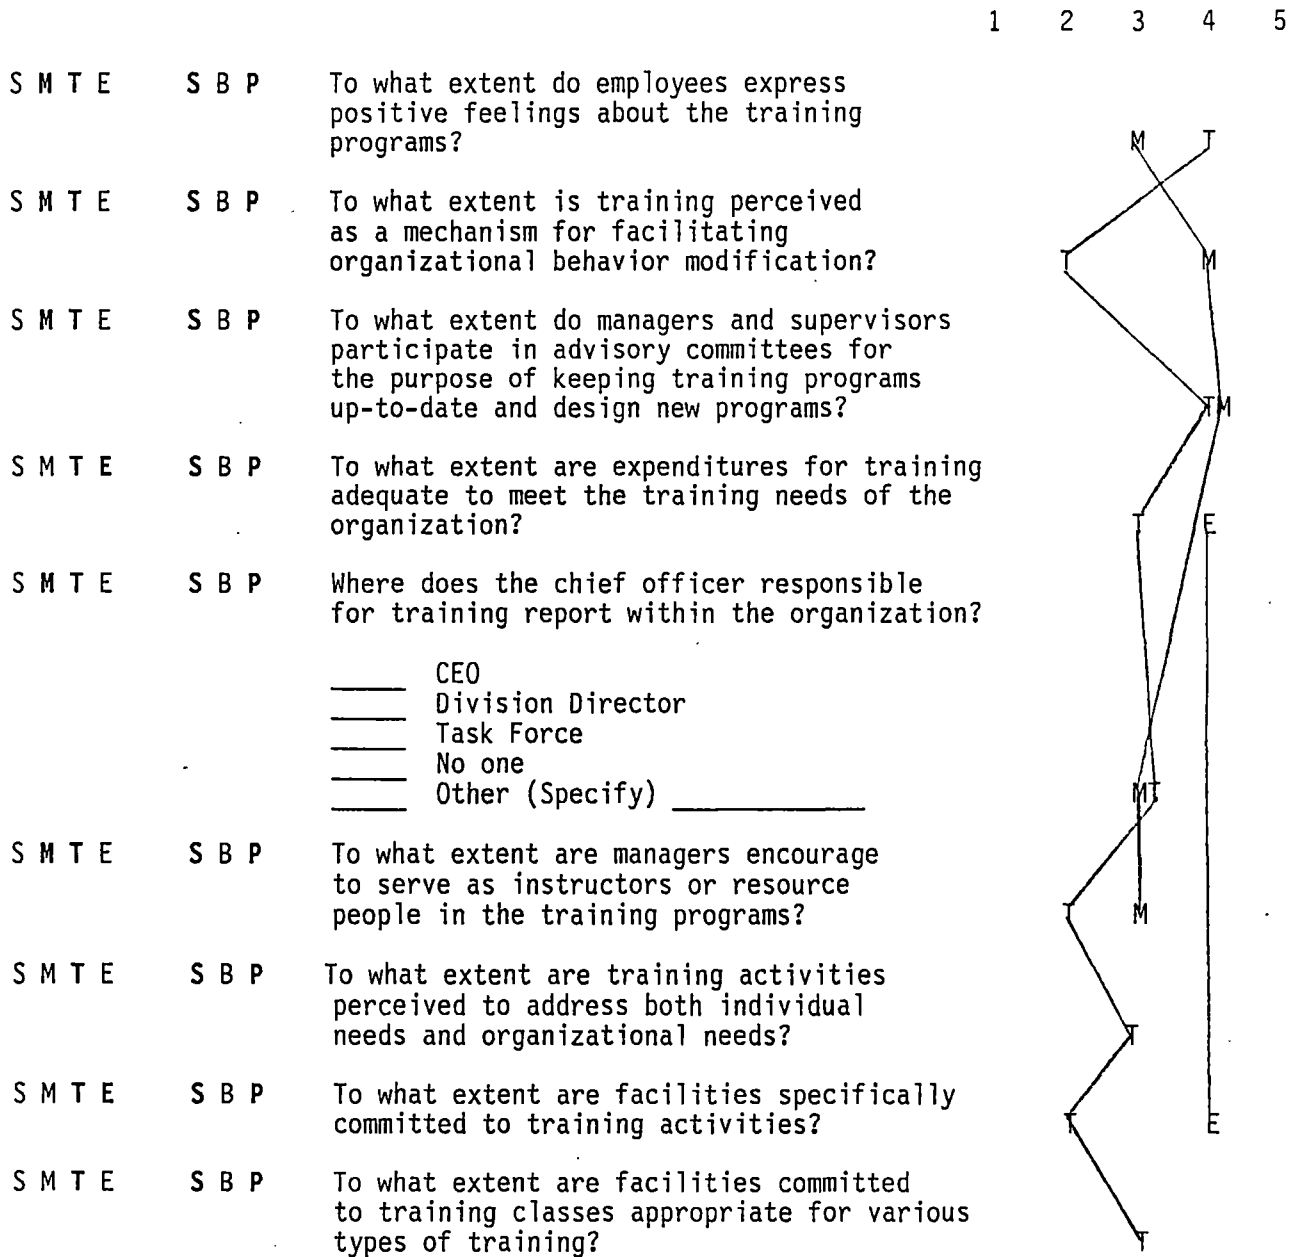 1 2 3 4 5
S M T E S B P To what extent do employees express
positive feelings about the training
programs? M T
S M T E S B P To what extent is training perceived
as a mechanism for facilitating
organizational behavior modification? T M
S M T E S B P To what extent do managers and supervisors
participate in advisory committees for
the purpose of keeping training programs
up-to-date and design new programs? TM
S M T E S B P To what extent are expenditures for training
adequate to meet the training needs of the
organization? T E
S M T E S B P Where does the chief officer responsible
for training report within the organization?
_____ CEO
_____ Division Director
_____ Task Force
_____ No one
_____ Other (Specify) _____________ MT
S M T E S B P To what extent are managers encourage
to serve as instructors or resource
people in the training programs? T M
S M T E S B P To what extent are training activities
perceived to address both individual
needs and organizational needs? T
S M T E S B P To what extent are facilities specifically
committed to training activities? T E
S M T E S B P To what extent are facilities committed
to training classes appropriate for various
types of training? T